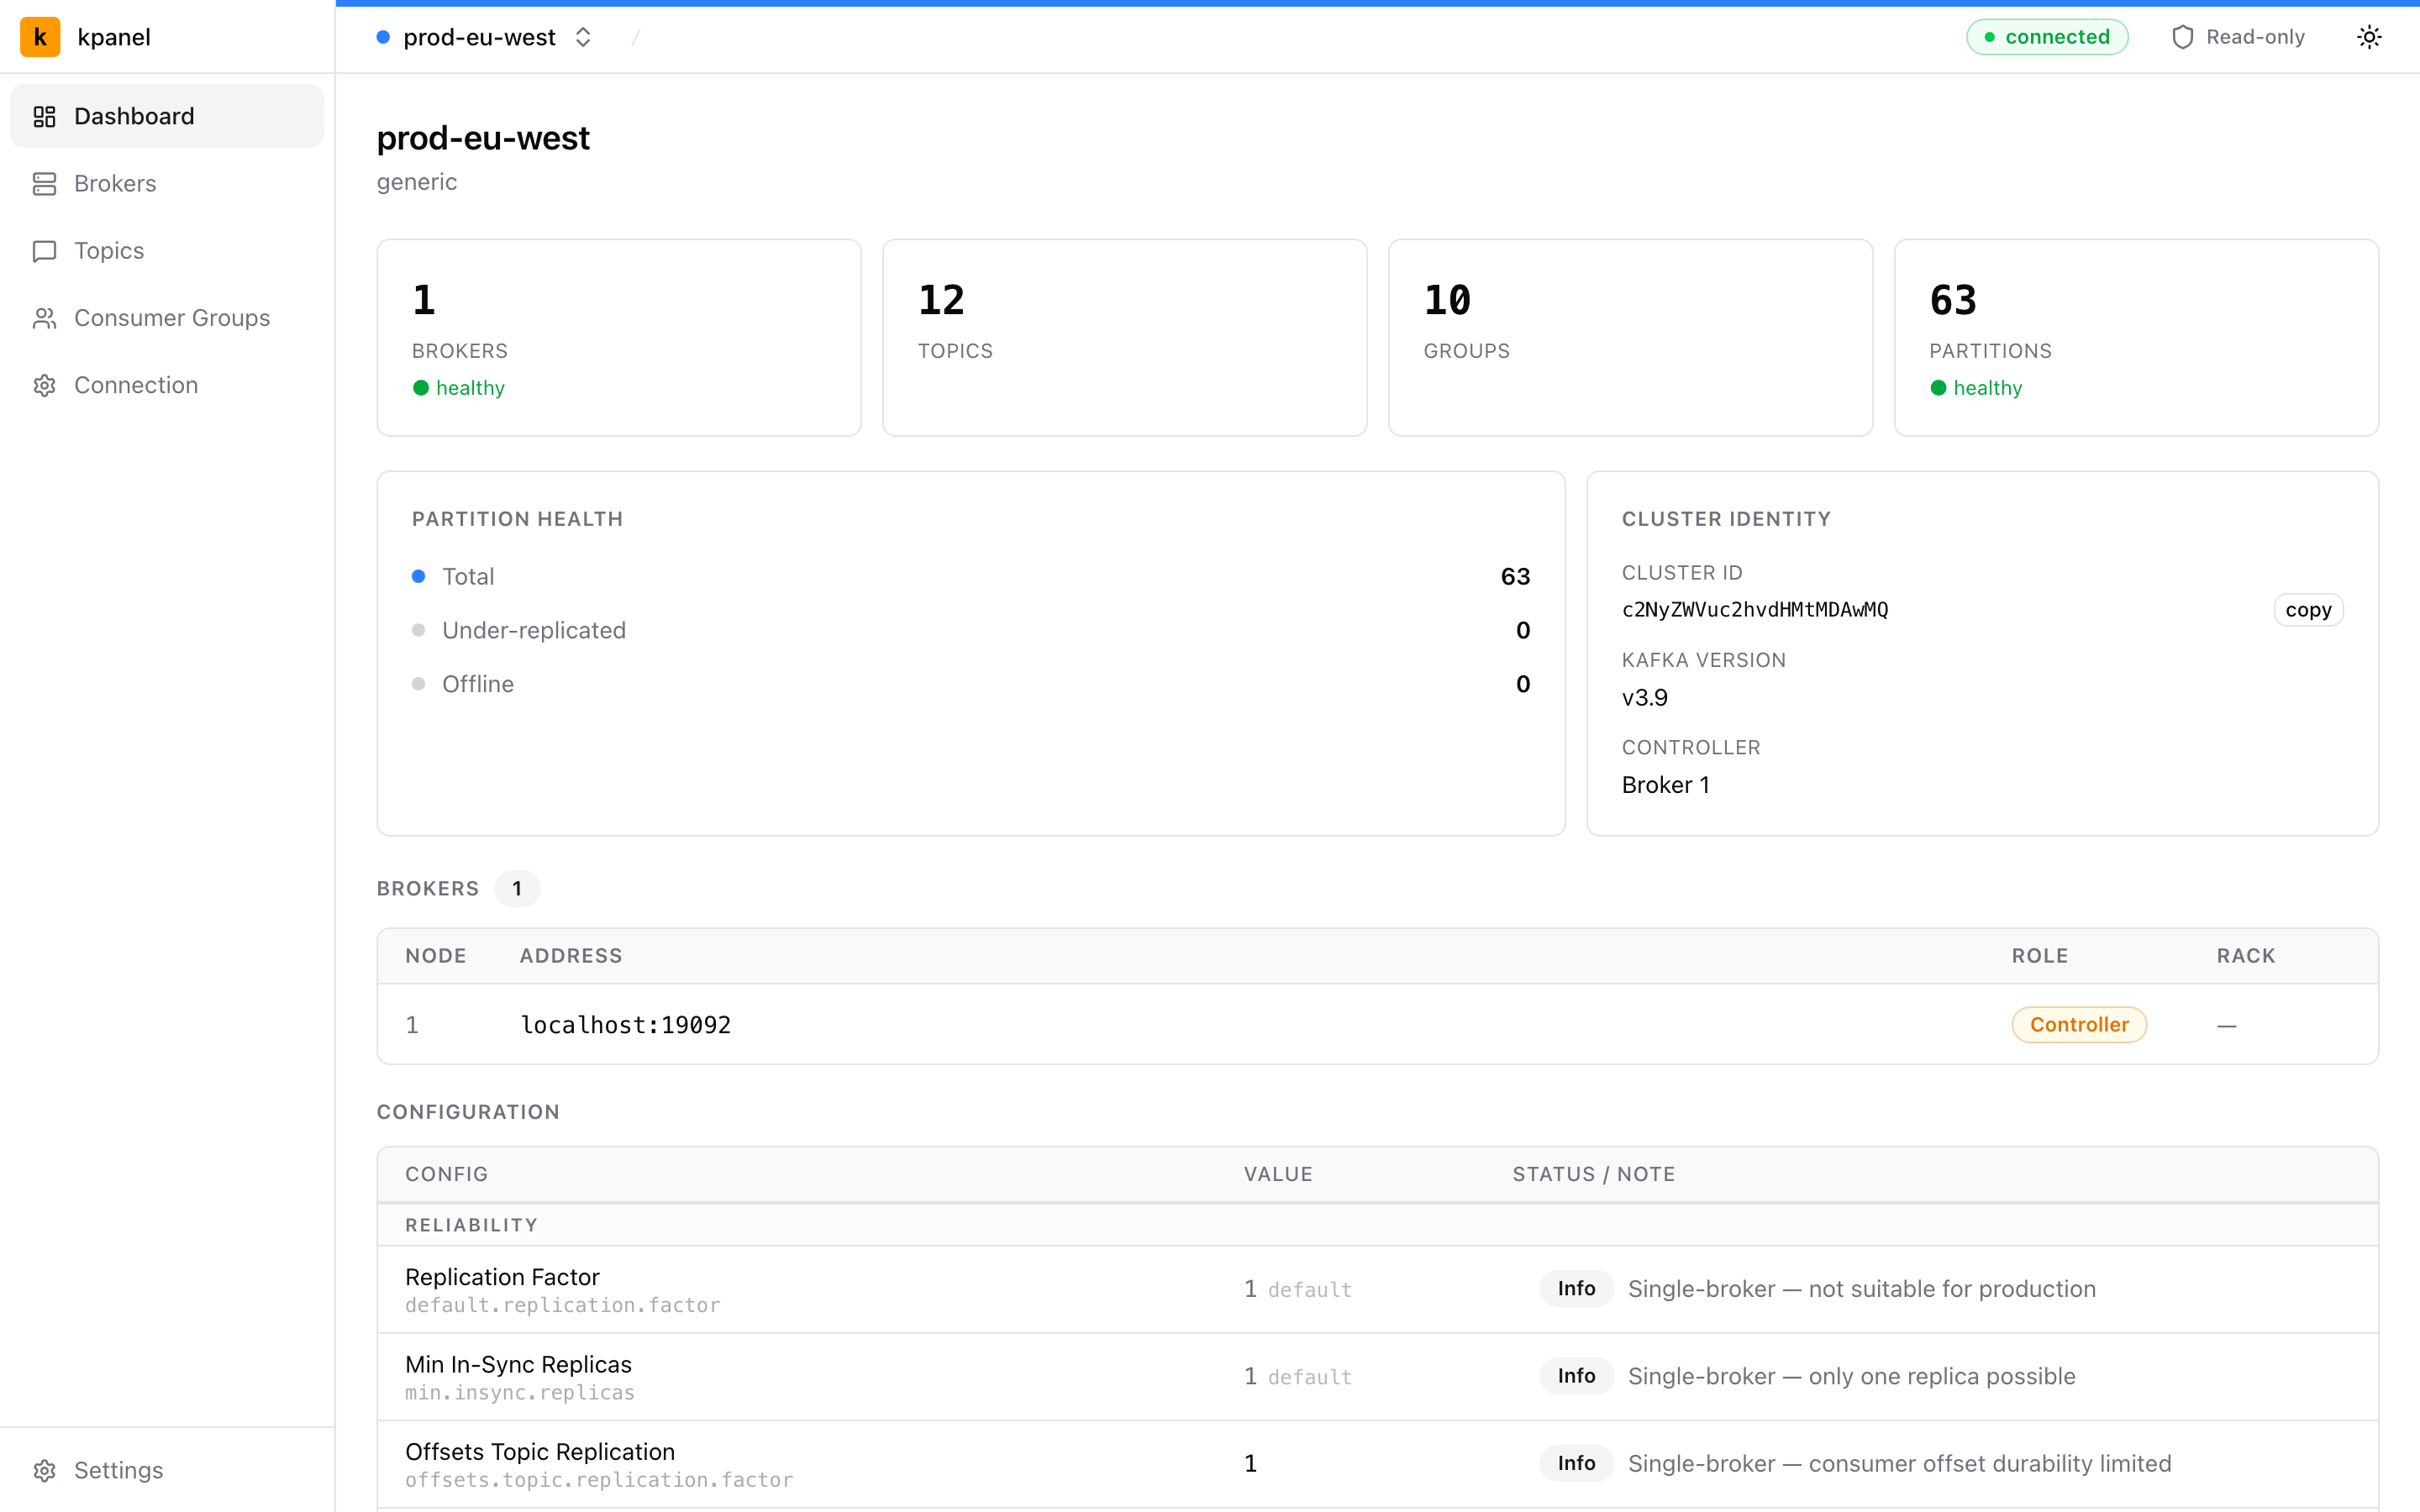 k kpanel
prod-eu-west /
connected
Read-only
Dashboard
Brokers
Topics
Consumer Groups
Connection
Settings
prod-eu-west
generic
1
BROKERS
healthy
12
TOPICS
10
GROUPS
63
PARTITIONS
healthy
PARTITION HEALTH
Total 63
Under-replicated 0
Offline 0
CLUSTER IDENTITY
CLUSTER ID
c2NyZWVuc2hvdHMtMDAwMQ copy
KAFKA VERSION
v3.9
CONTROLLER
Broker 1
BROKERS 1
NODE ADDRESS ROLE RACK
1 localhost:19092 Controller —
CONFIGURATION
CONFIG VALUE STATUS / NOTE
RELIABILITY
Replication Factor
default.replication.factor
1 default Info Single-broker — not suitable for production
Min In-Sync Replicas
min.insync.replicas
1 default Info Single-broker — only one replica possible
Offsets Topic Replication
offsets.topic.replication.factor
1 Info Single-broker — consumer offset durability limited